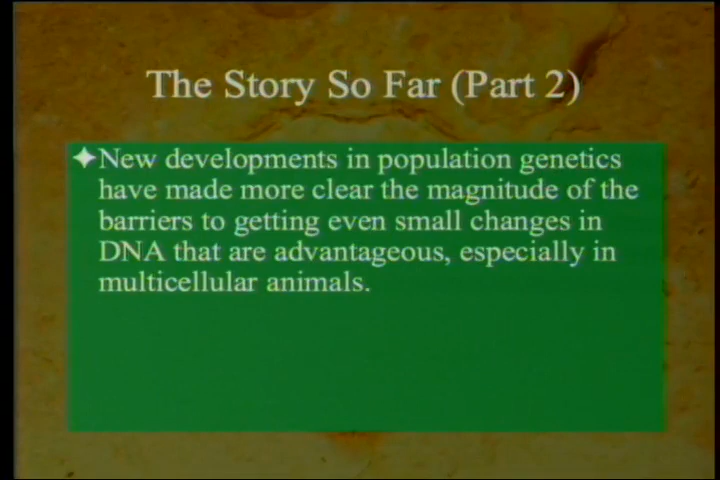 The Story So Far (Part 2)
New developments in population genetics
have made more clear the magnitude of the
barriers to getting even small changes in
DNA that are advantageous, especially in
multicellular animals.